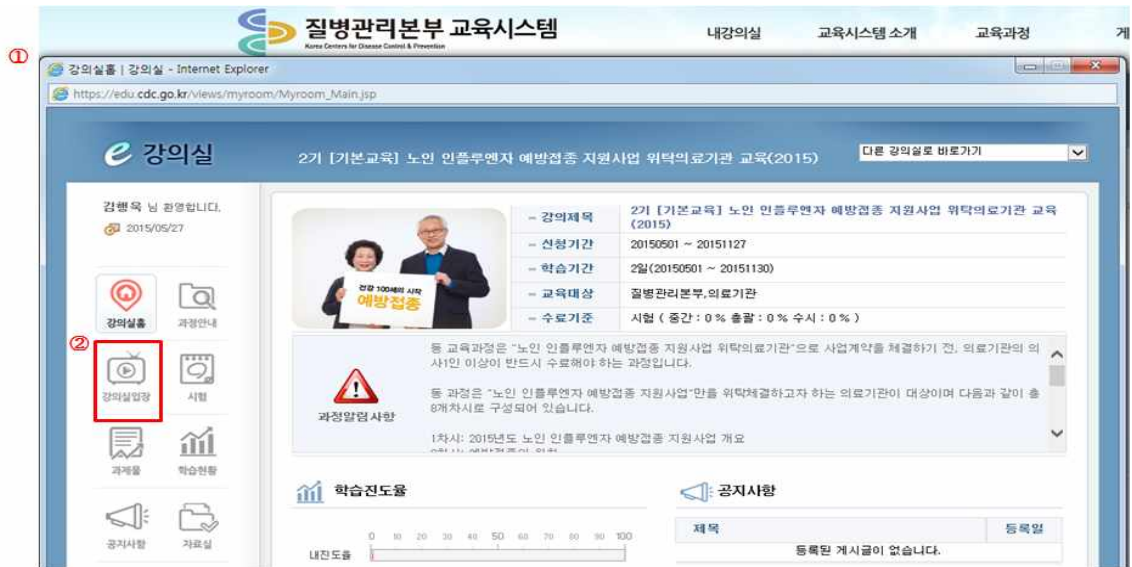 질병관리본부 교육시스템
Korea Centers for Disease Control & Prevention
내강의실 교육시스템 소개 교육과정 게
①
강의실홈 | 강의실 - Internet Explorer
https://edu.cdc.go.kr/views/myroom/Myroom_Main.jsp
e 강의실
2기 [기본교육] 노인 인플루엔자 예방접종 지원사업 위탁의료기관 교육(2015)
다른 강의실로 바로가기
김행욱 님 환영합니다.
2015/05/27
강의실홈 과정안내
②
강의실입장 시험
과제물 학습현황
공지사항 자료실
건강 100세의 시작
예방접종
강의제목 2기 [기본교육] 노인 인플루엔자 예방접종 지원사업 위탁의료기관 교육
(2015)
신청기간 20150501 ~ 20151127
학습기간 2일(20150501 ~ 20151130)
교육대상 질병관리본부,의료기관
수료기준 시험 ( 중간 : 0 % 총괄 : 0 % 수시 : 0 % )
과정알림사항
동 교육과정은 "노인 인플루엔자 예방접종 지원사업 위탁의료기관"으로 사업계약을 체결하기 전, 의료기관의 의
사1인 이상이 반드시 수료해야 하는 과정입니다.
동 과정은 "노인 인플루엔자 예방접종 지원사업"만을 위탁체결하고자 하는 의료기관이 대상이며 다음과 같이 총
8개차시로 구성되어 있습니다.
1차시: 2015년도 노인 인플루엔자 예방접종 지원사업 개요
학습진도율
0 10 20 30 40 50 60 70 80 90 100
내진도율
공지사항
제목 등록일
등록된 게시글이 없습니다.